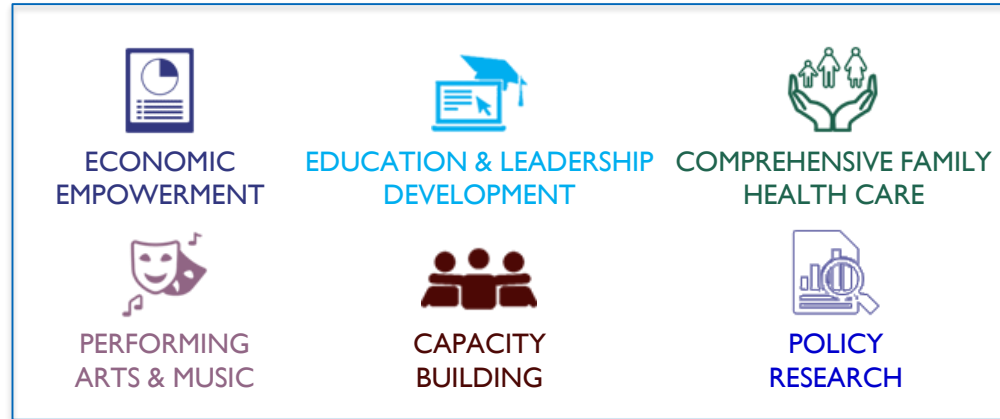 ECONOMIC
EMPOWERMENT
EDUCATION & LEADERSHIP
DEVELOPMENT
COMPREHENSIVE FAMILY
HEALTH CARE
PERFORMING
ARTS & MUSIC
CAPACITY
BUILDING
POLICY
RESEARCH